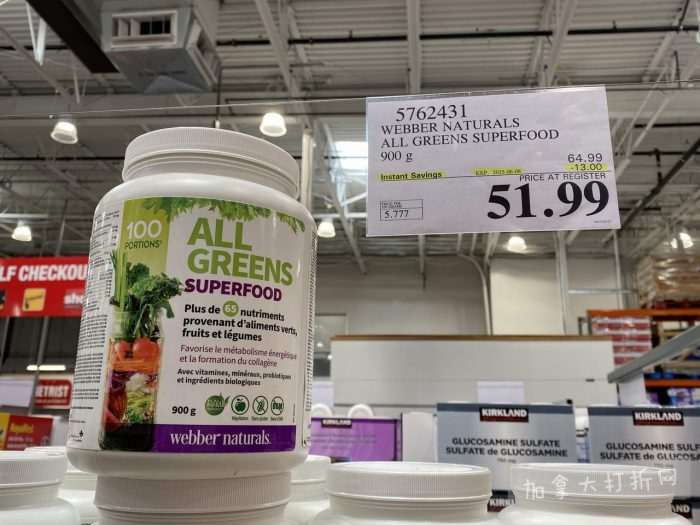 5762431
WEBBER NATURALS
ALL GREENS SUPERFOOD
900 g
64.99
Instant Savings
-13.00
PRICE AT REGISTER
5.777
51.99
LF CHECKOU
100
PORTIONS
ALL
GREENS
SUPERFOOD
Plus de 65 nutriments
provenant d'aliments verts,
fruits et légumes
Favorise le métabolisme énergétique
et la formation du collagène
Avec vitamines, minéraux, probiotiques
et ingrédients biologiques
900 g
webber naturals.
METRIST
KIRKLAND
GLUCOSAMINE SULFATE
SULFATE de GLUCOSAMINE
KIRKLAND
GLUCOSAMINE SULFATE
SULFATE de GLUCOSAMINE
加拿大打折网